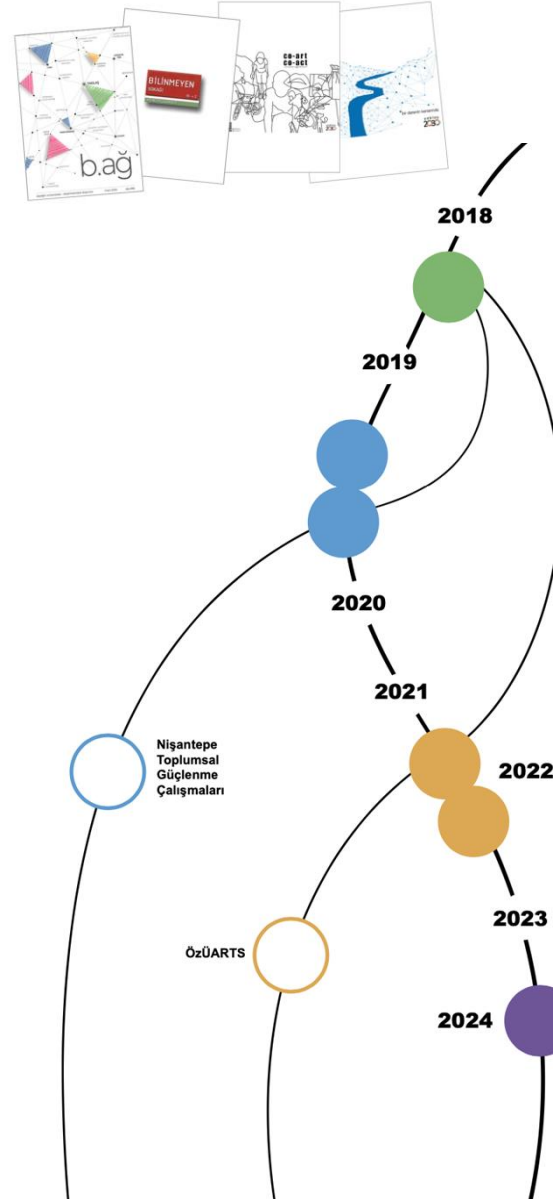 b.ağ
BİLİNMEYEN
co-art
co-act
2018
2019
2020
2021
Nişantepe
Toplumsal
Güçlenme
Çalışmaları
2022
2023
ÖzÜARTS
2024